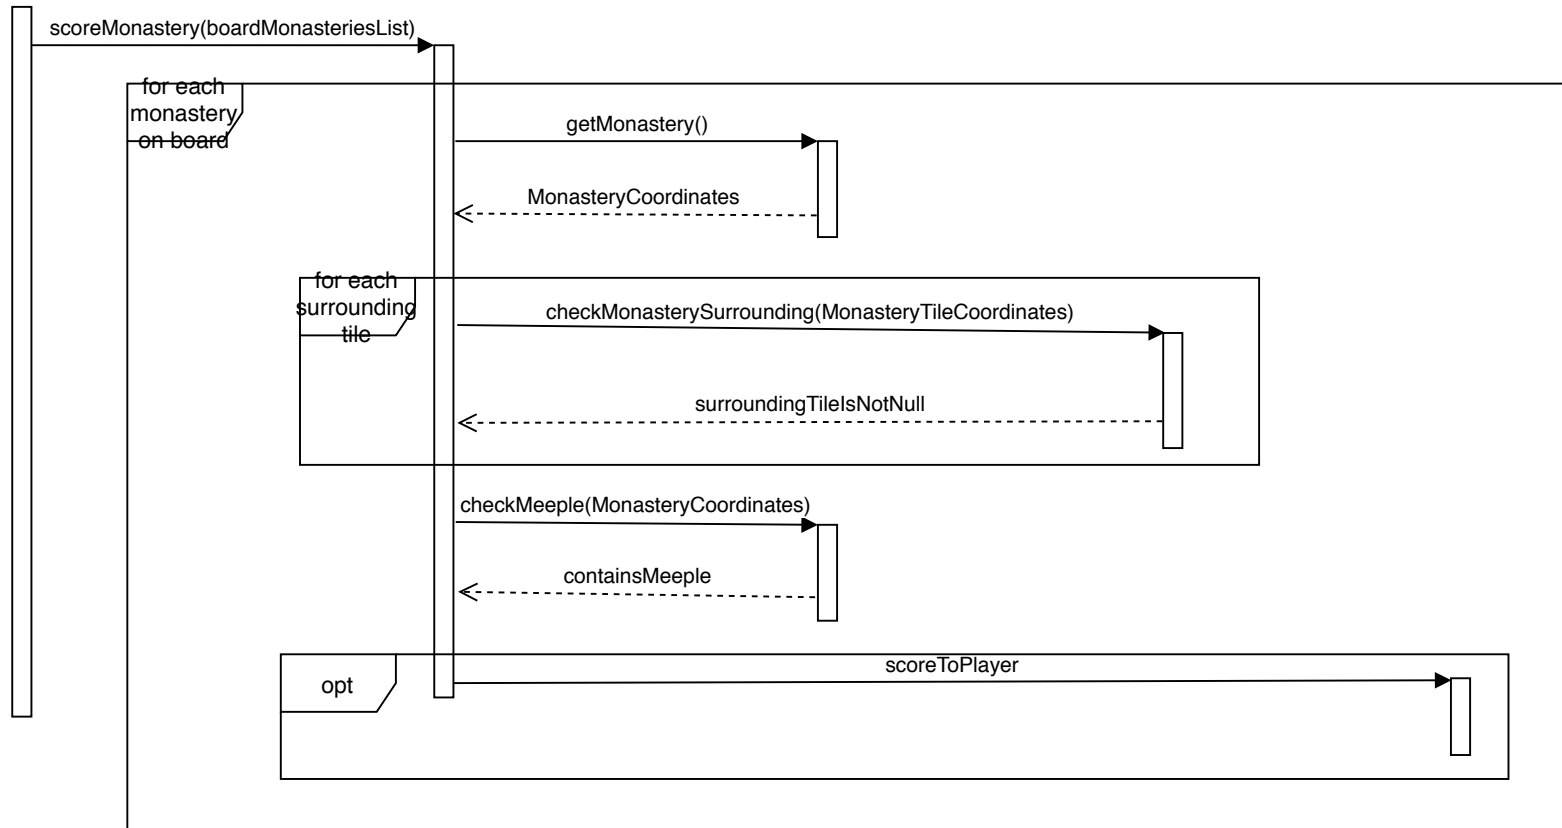 scoreMonastery(boardMonasteriesList)
for each
monastery
on board
getMonastery()
MonasteryCoordinates
for each
surrounding
tile
checkMonasterySurrounding(MonasteryTileCoordinates)
surroundingTileIsNotNull
checkMeeple(MonasteryCoordinates)
containsMeeple
opt
scoreToPlayer